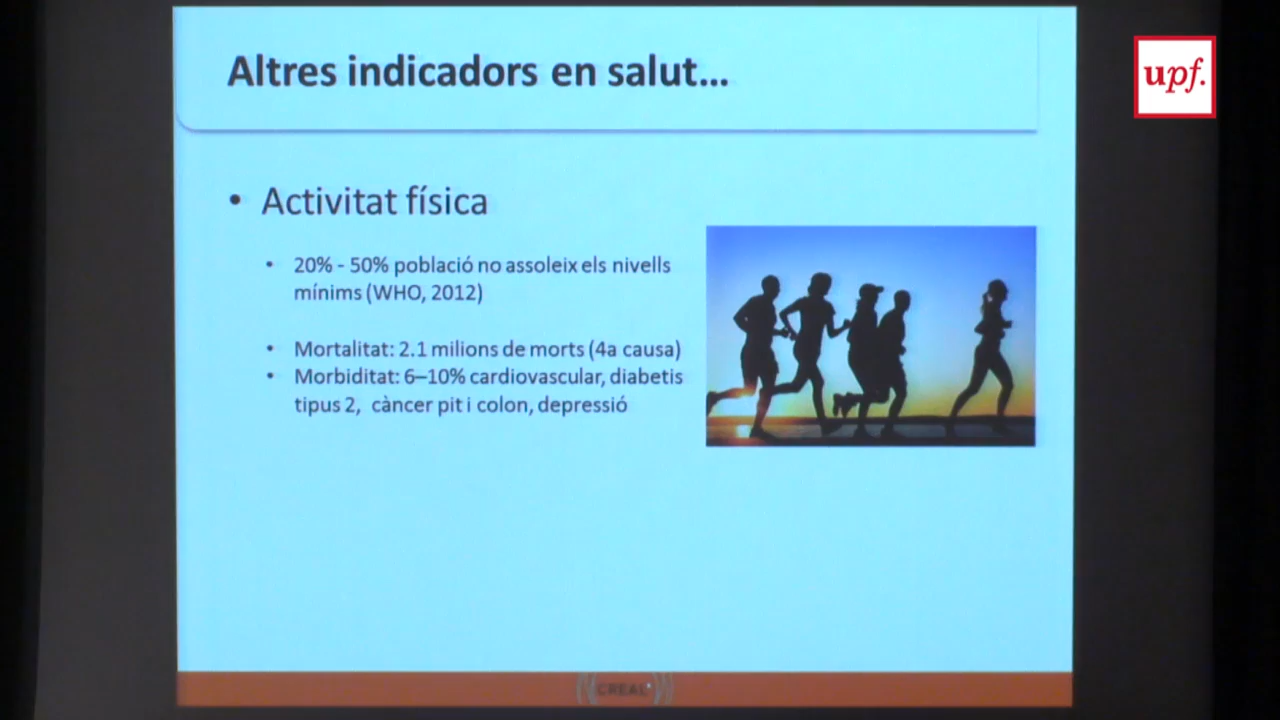 Altres indicadors en salut...
upf.
• Activitat física
• 20% - 50% població no assoleix els nivells
mínims (WHO, 2012)
• Mortalitat: 2.1 milions de morts (4a causa)
• Morbiditat: 6–10% cardiovascular, diabetis
tipus 2, càncer pit i colon, depressió
CREAL